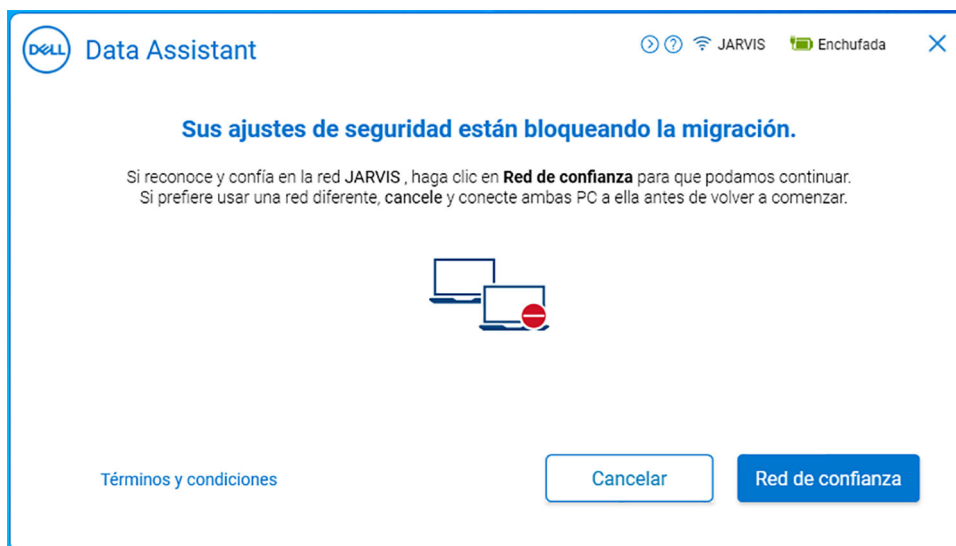 DELL
Data Assistant
JARVIS
Enchufada
Sus ajustes de seguridad están bloqueando la migración.
Si reconoce y confía en la red JARVIS , haga clic en Red de confianza para que podamos continuar.
Si prefiere usar una red diferente, cancele y conecte ambas PC a ella antes de volver a comenzar.
Términos y condiciones
Cancelar
Red de confianza